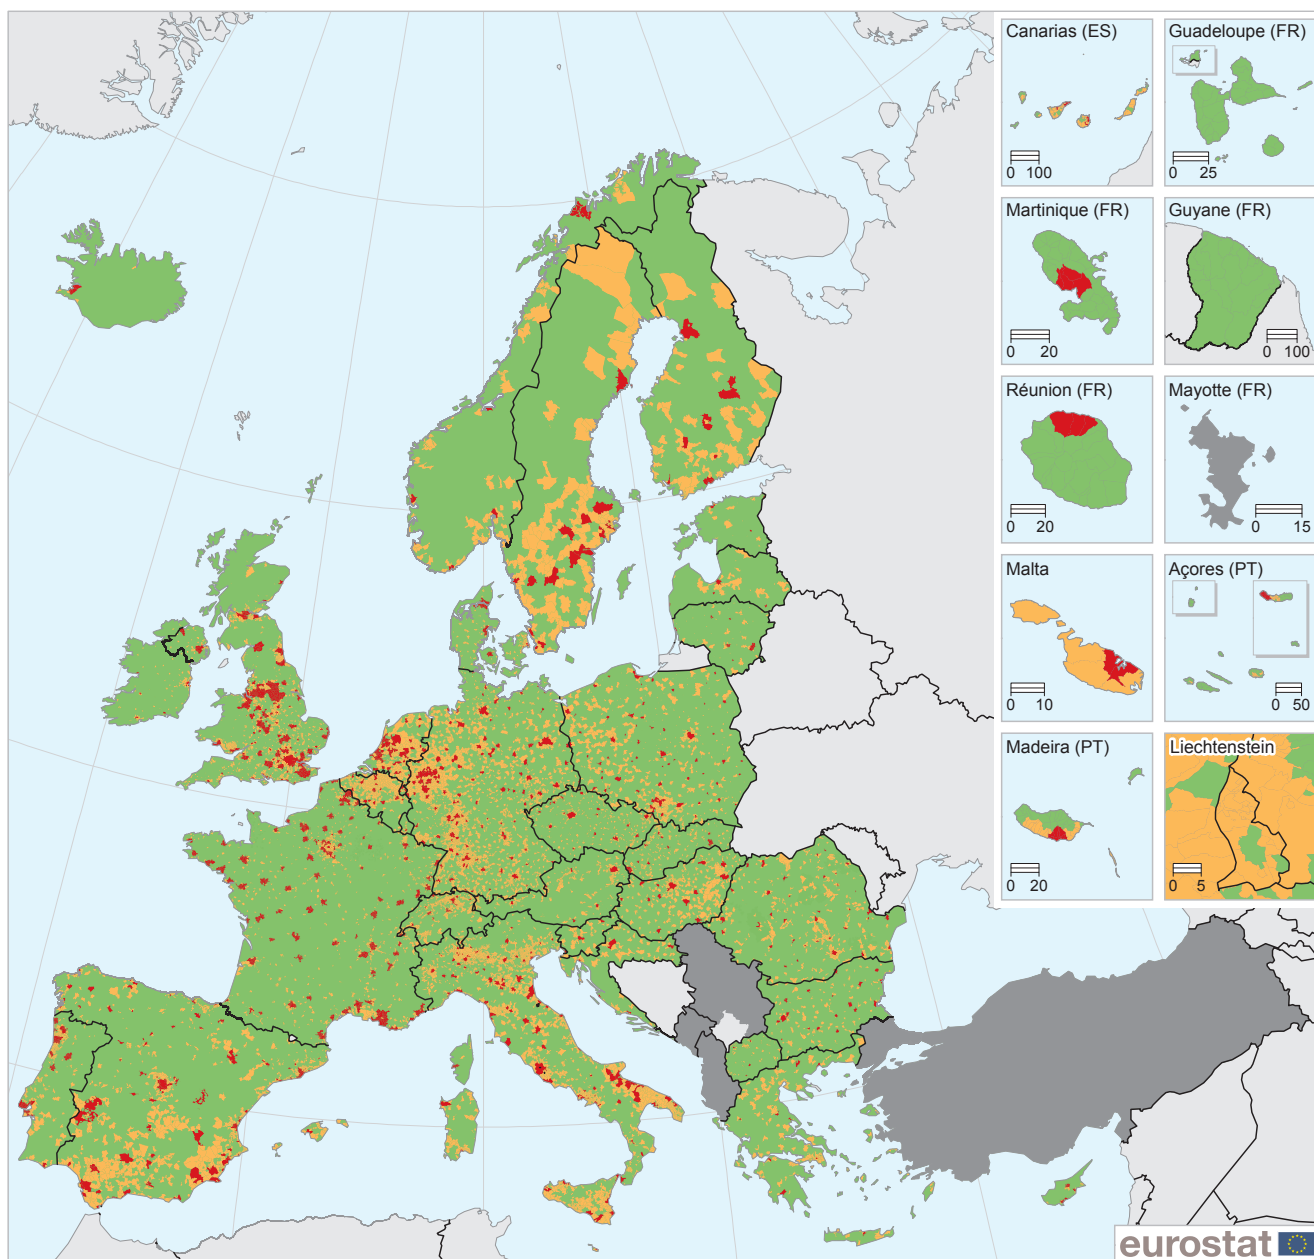 Canarias (ES)
0 100
Guadeloupe (FR)
0 25
Martinique (FR)
0 20
Guyane (FR)
0 100
Réunion (FR)
0 20
Mayotte (FR)
0 15
Malta
0 10
Açores (PT)
0 50
Madeira (PT)
0 20
Liechtenstein
0 5
eurostat